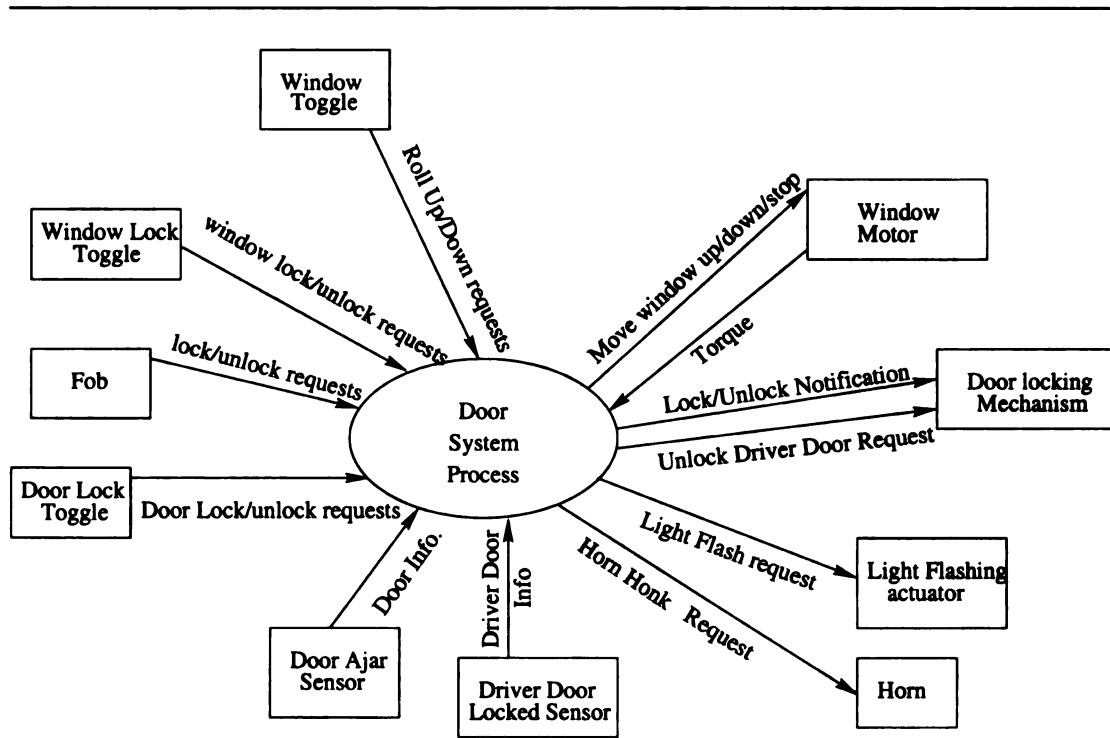 Window
Toggle
Roll Up/Down requests
Window Lock
Toggle
window lock/unlock requests
Move window up/down/stop
Window
Motor
Torque
Fob
lock/unlock requests
Door
System
Process
Lock/Unlock Notification
Unlock Driver Door Request
Door locking
Mechanism
Door Lock
Toggle
Door Lock/unlock requests
Door Info.
Driver Door
Info
Light Flash request
Horn Honk Request
Light Flashing
actuator
Door Ajar
Sensor
Driver Door
Locked Sensor
Horn